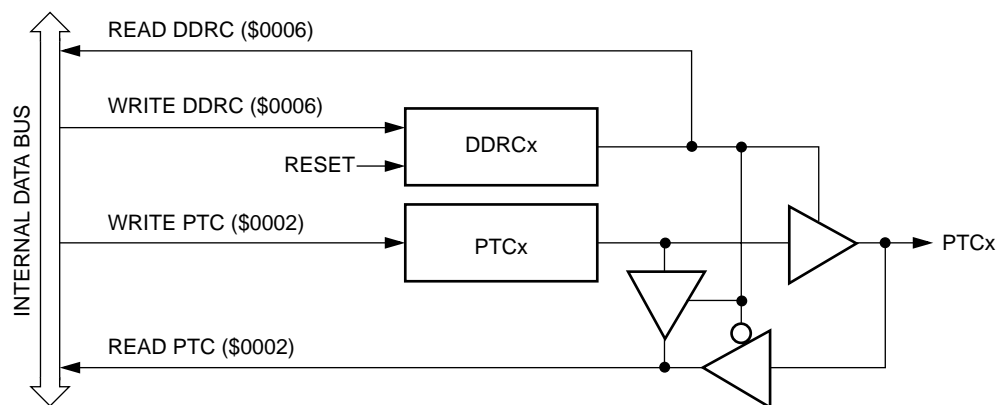 READ DDRC ($0006)
WRITE DDRC ($0006)
DDRCx
RESET
INTERNAL DATA BUS
WRITE PTC ($0002)
PTCx
PTCx
READ PTC ($0002)